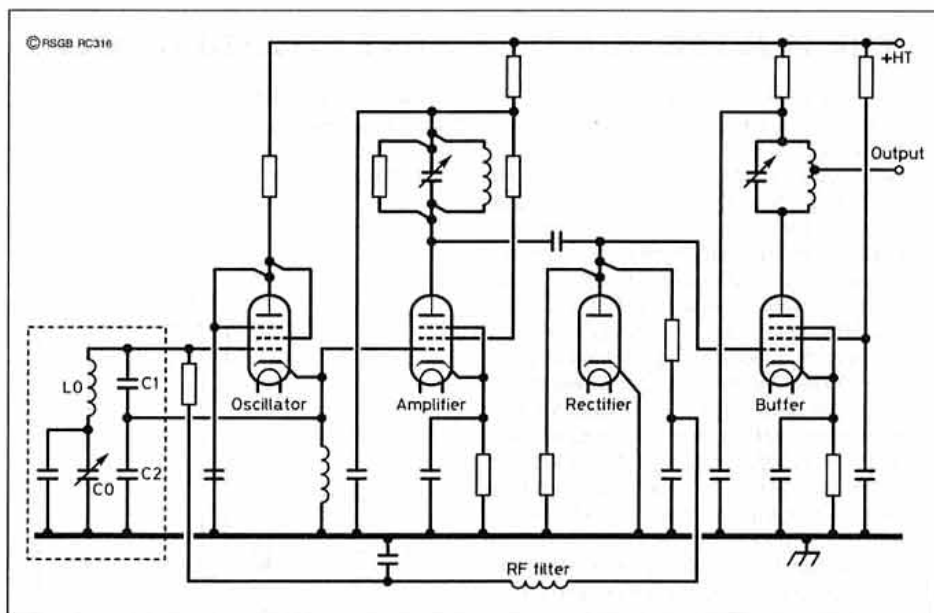 © RSGB RC316
+HT
Output
L0
C1
C0
C2
Oscillator
Amplifier
Rectifier
Buffer
RF filter